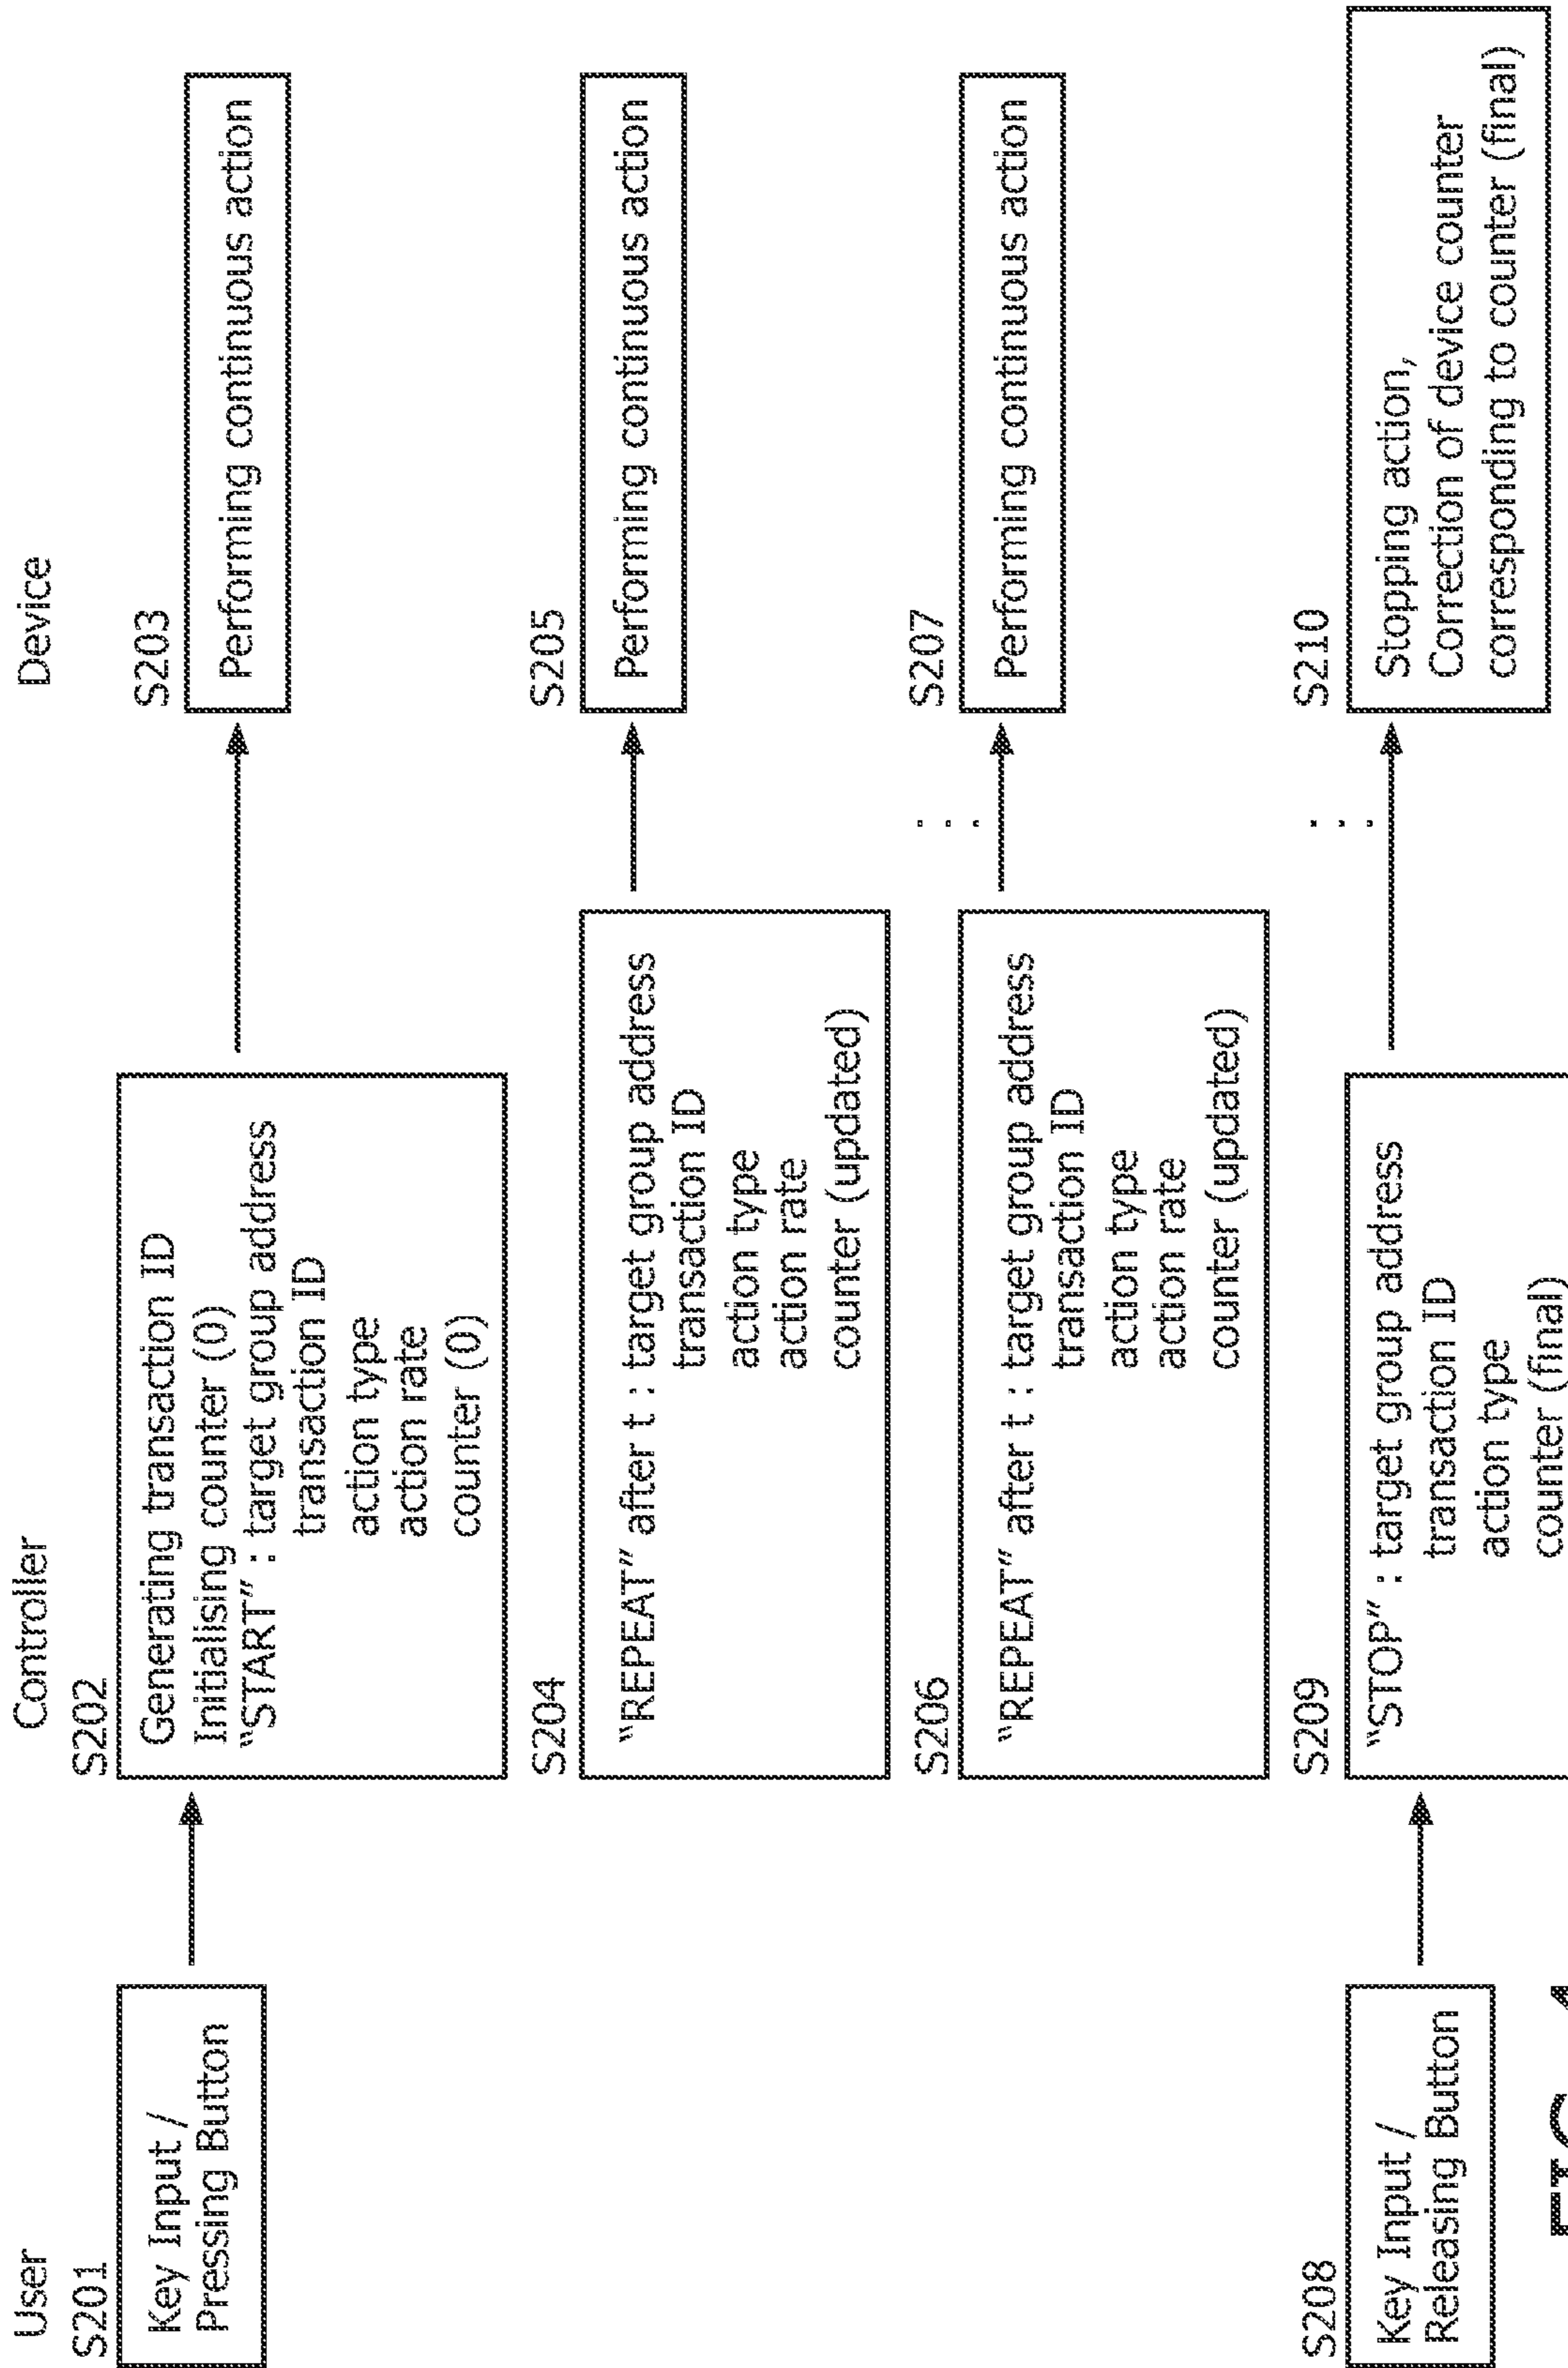 User
Controller
Device
S201
Key Input /
Pressing Button
S202
Generating transaction ID
Initialising counter (0)
"START" : target group address
transaction ID
action type
action rate
counter (0)
S203
Performing continuous action
S204
"REPEAT" after t : target group address
transaction ID
action type
action rate
counter (updated)
S205
Performing continuous action
S206
"REPEAT" after t : target group address
transaction ID
action type
action rate
counter (updated)
S207
Performing continuous action
S208
Key Input /
Releasing Button
S209
"STOP" : target group address
transaction ID
action type
counter (final)
S210
Stopping action,
Correction of device counter
corresponding to counter (final)